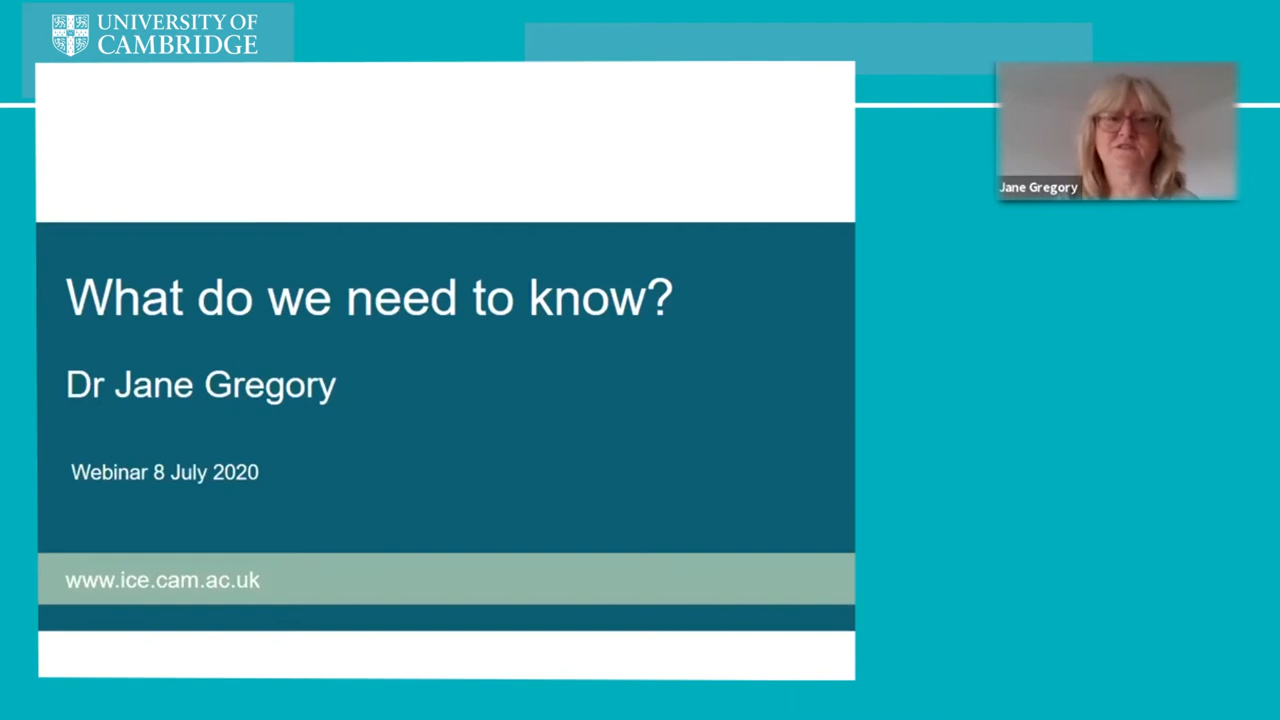 UNIVERSITY OF
CAMBRIDGE
Jane Gregory
What do we need to know?
Dr Jane Gregory
Webinar 8 July 2020
www.ice.cam.ac.uk